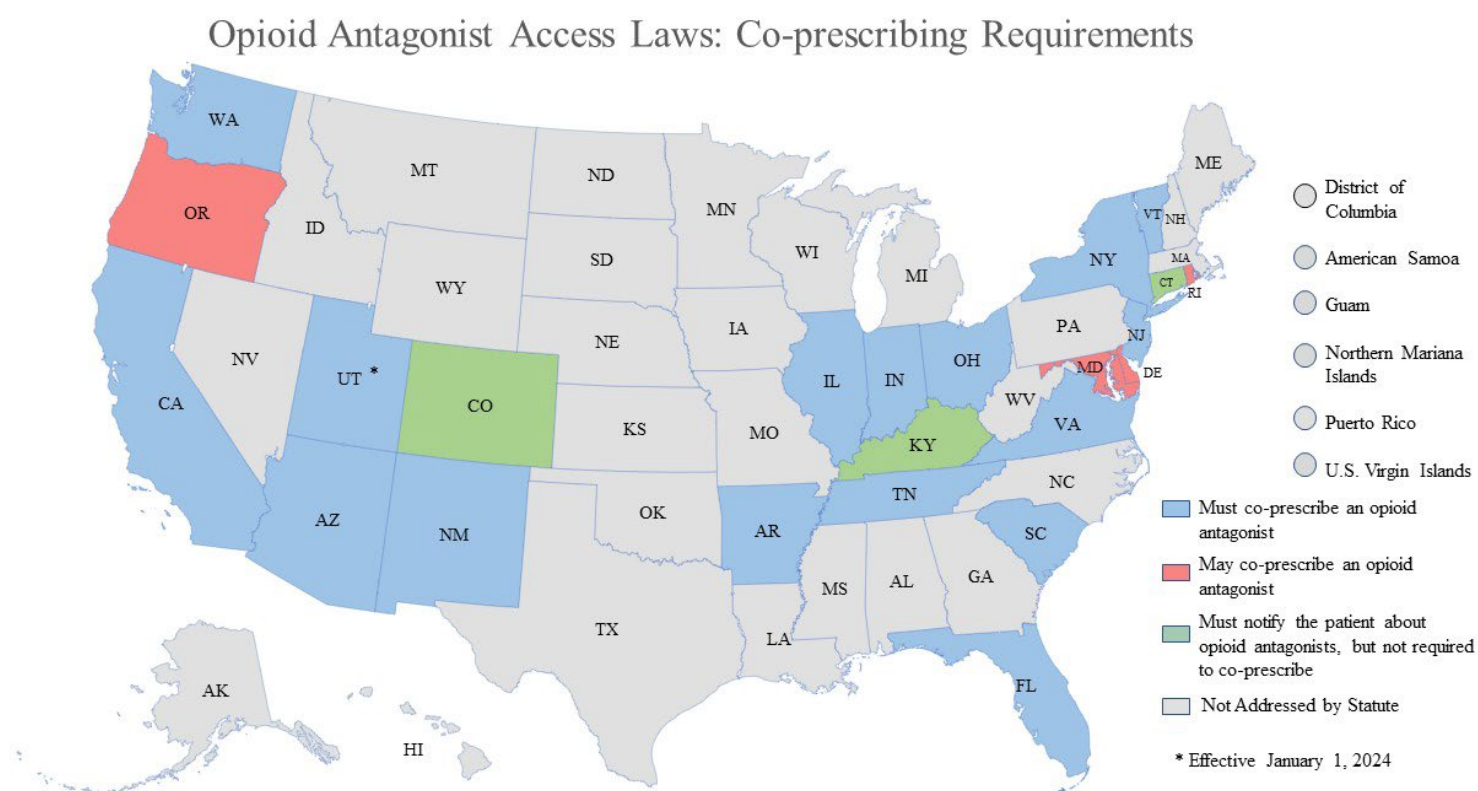 Opioid Antagonist Access Laws: Co-prescribing Requirements
WA
MT
ND
MN
ME
OR
ID
SD
WI
MI
VT
NH
NY
MA
CT
RI
WY
NE
IA
PA
NJ
NV
UT *
CO
KS
MO
IL
IN
OH
MD
DE
WV
VA
KY
CA
AZ
NM
OK
AR
TN
NC
SC
TX
LA
MS
AL
GA
FL
AK
HI
District of
Columbia
American Samoa
Guam
Northern Mariana
Islands
Puerto Rico
U.S. Virgin Islands
Must co-prescribe an opioid
antagonist
May co-prescribe an opioid
antagonist
Must notify the patient about
opioid antagonists, but not required
to co-prescribe
Not Addressed by Statute
* Effective January 1, 2024